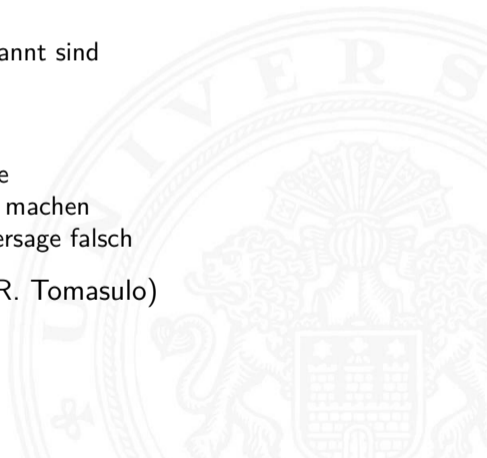 annt sind
e
machen
ersage falsch
R. Tomasulo)
U N I V E R S